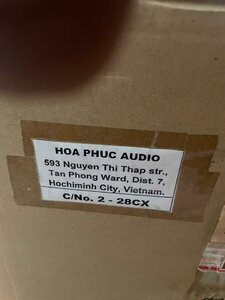 HOA PHUC AUDIO
593 Nguyen Thi Thap str.,
Tan Phong Ward, Dist. 7,
Hochiminh City, Vietnam.
C/No. 2 - 28CX